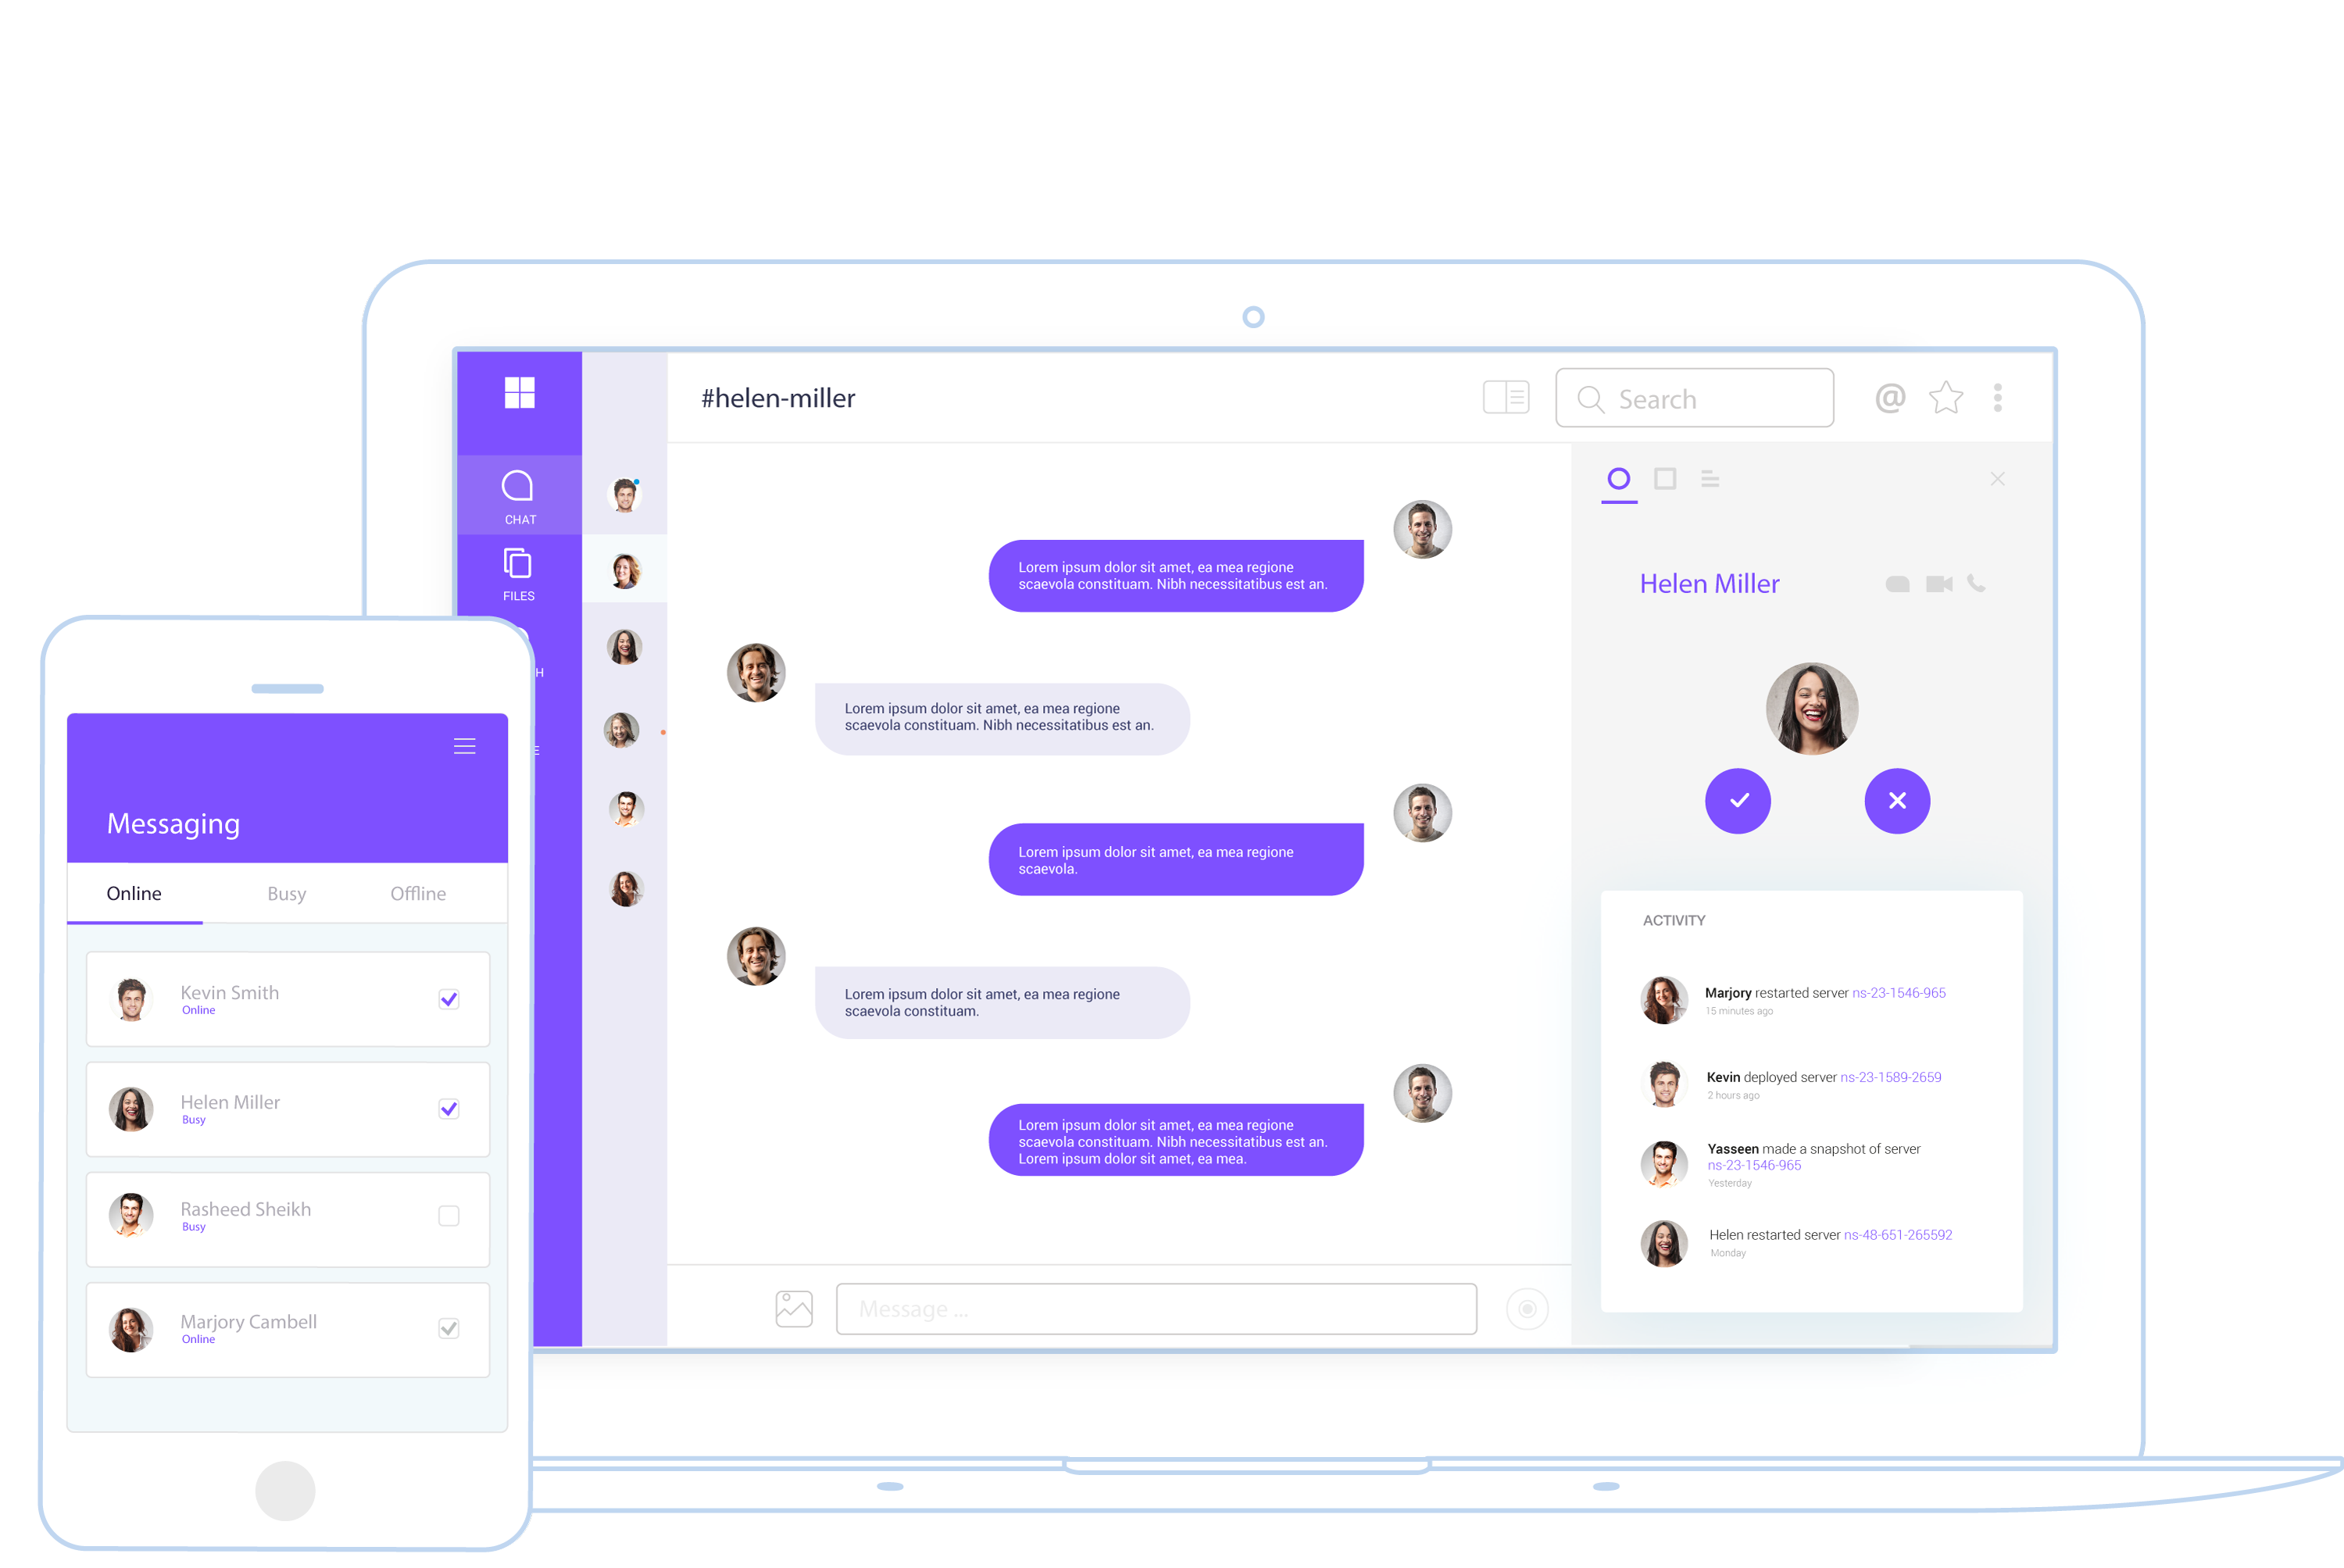 #helen-miller
Search
@
CHAT
FILES
H
E
Lorem ipsum dolor sit amet, ea mea regione
scaevola constituam. Nibh necessitatibus est an.
Lorem ipsum dolor sit amet, ea mea regione
scaevola constituam. Nibh necessitatibus est an.
Lorem ipsum dolor sit amet, ea mea regione
scaevola.
Lorem ipsum dolor sit amet, ea mea regione
scaevola constituam.
Lorem ipsum dolor sit amet, ea mea regione
scaevola constituam. Nibh necessitatibus est an.
Lorem ipsum dolor sit amet, ea mea.
Message ...
Helen Miller
ACTIVITY
Marjory restarted server ns-23-1546-965
15 minutes ago
Kevin deployed server ns-23-1589-2659
2 hours ago
Yasseen made a snapshot of server
ns-23-1546-965
Yesterday
Helen restarted server ns-48-651-265592
Monday
Messaging
Online
Busy
Offline
Kevin Smith
Online
Helen Miller
Busy
Rasheed Sheikh
Busy
Marjory Cambell
Online